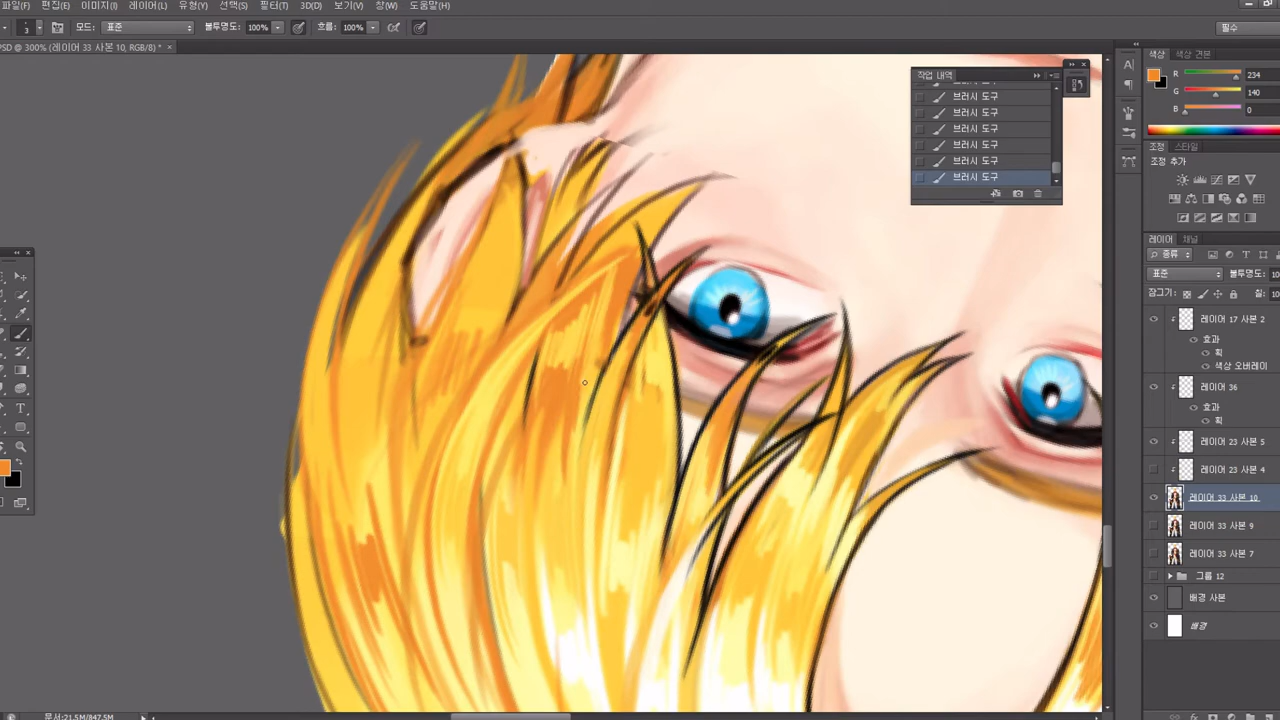 파일(F) 편집(E) 이미지(I) 레이어(L) 유형(Y) 선택(S) 필터(T) 3D(D) 보기(V) 창(W) 도움말(H)
3 모드: 표준 불투명도: 100% 흐름: 100% 필수
PSD @ 300% (레이어 33 사본 10, RGB/8) * ×
작업 내역
브러시 도구
브러시 도구
브러시 도구
브러시 도구
브러시 도구
브러시 도구
색상 색상 견본
R 234
G 140
B 0
조정 스타일
조정 추가
레이어 채널
종류
표준 불투명도: 10
잠그기: 칠: 10
레이어 17 사본 2
효과
획
색상 오버레이
레이어 36
효과
획
레이어 23 사본 5
레이어 23 사본 4
레이어 33 사본 10
레이어 33 사본 9
레이어 33 사본 7
그룹 12
배경 사본
배경
문서:21.5M/847.5M